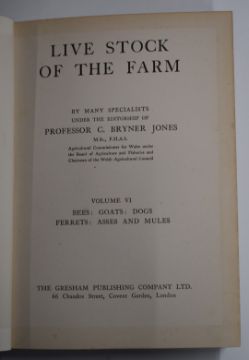 LIVE STOCK
OF THE FARM
BY MANY SPECIALISTS
UNDER THE EDITORSHIP OF
PROFESSOR C. BRYNER JONES
M.Sc., F.H.A.S.
Agricultural Commissioner for Wales under
the Board of Agriculture and Fisheries and
Chairman of the Welsh Agricultural Council
VOLUME VI
BEES: GOATS: DOGS
FERRETS: ASSES AND MULES
THE GRESHAM PUBLISHING COMPANY LTD.
66 Chandos Street, Covent Garden, London